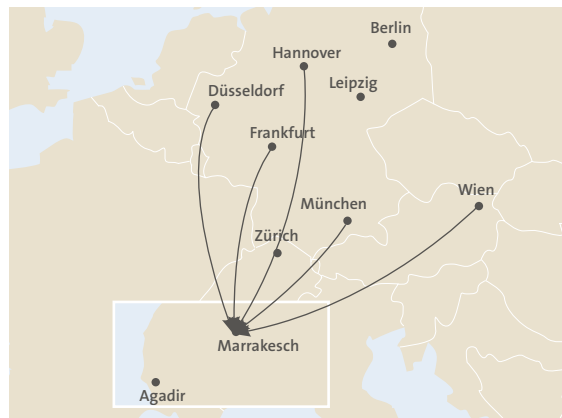 Berlin
Hannover
Leipzig
Düsseldorf
Frankfurt
Wien
München
Zürich
Marrakesch
Agadir